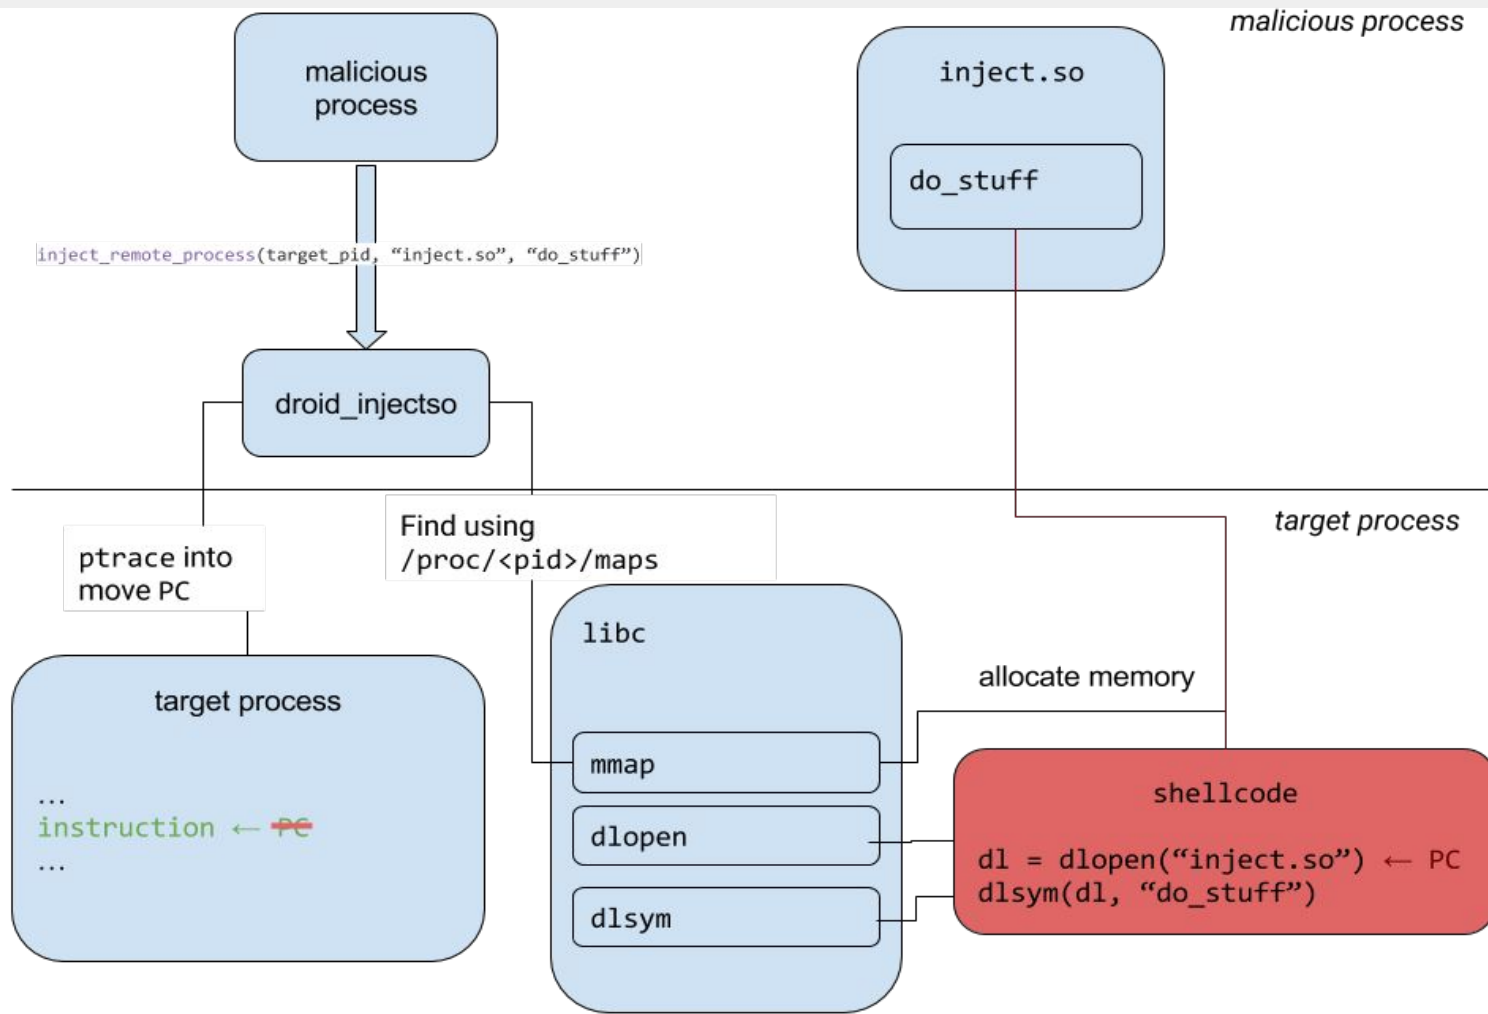 malicious process
malicious
process
inject.so
do_stuff
inject_remote_process(target_pid, “inject.so”, “do_stuff”)
droid_injectso
target process
ptrace into
move PC
Find using
/proc/<pid>/maps
libc
allocate memory
target process
mmap
shellcode
...
instruction ← PC
...
dlopen
dl = dlopen(“inject.so”) ← PC
dlsym(dl, “do_stuff”)
dlsym